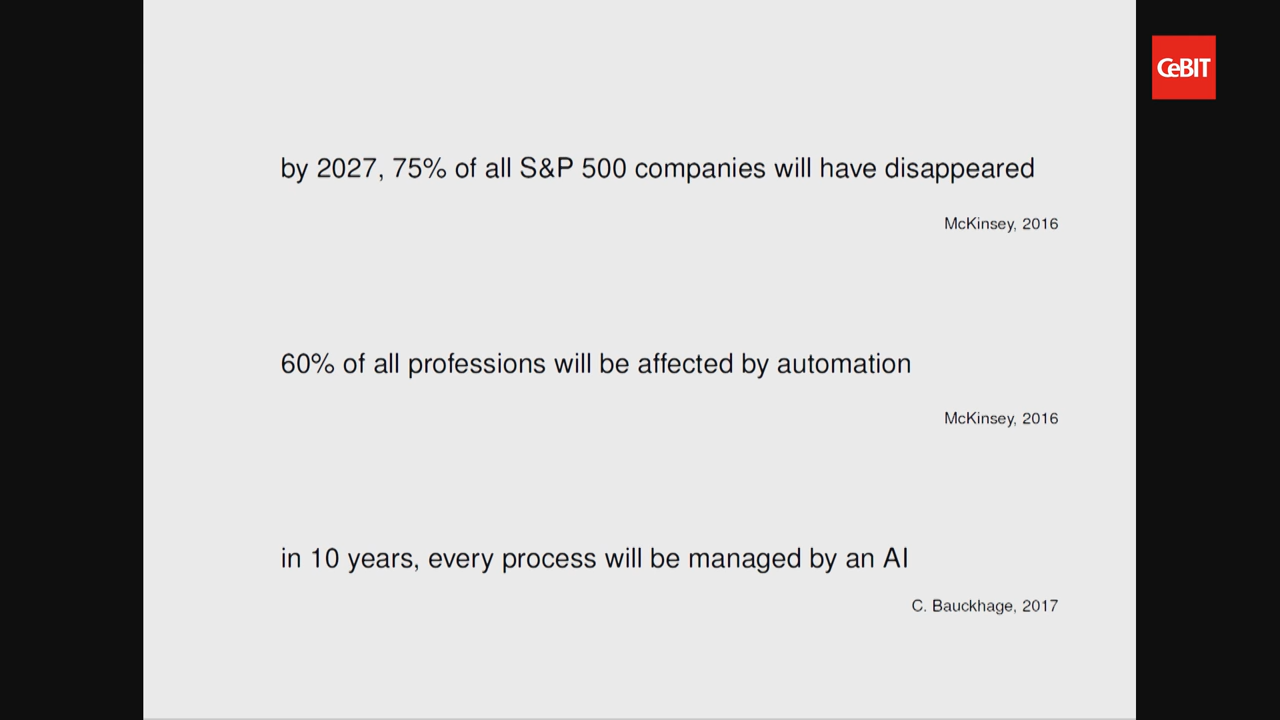 CeBIT
by 2027, 75% of all S&P 500 companies will have disappeared
McKinsey, 2016
60% of all professions will be affected by automation
McKinsey, 2016
in 10 years, every process will be managed by an AI
C. Bauckhage, 2017